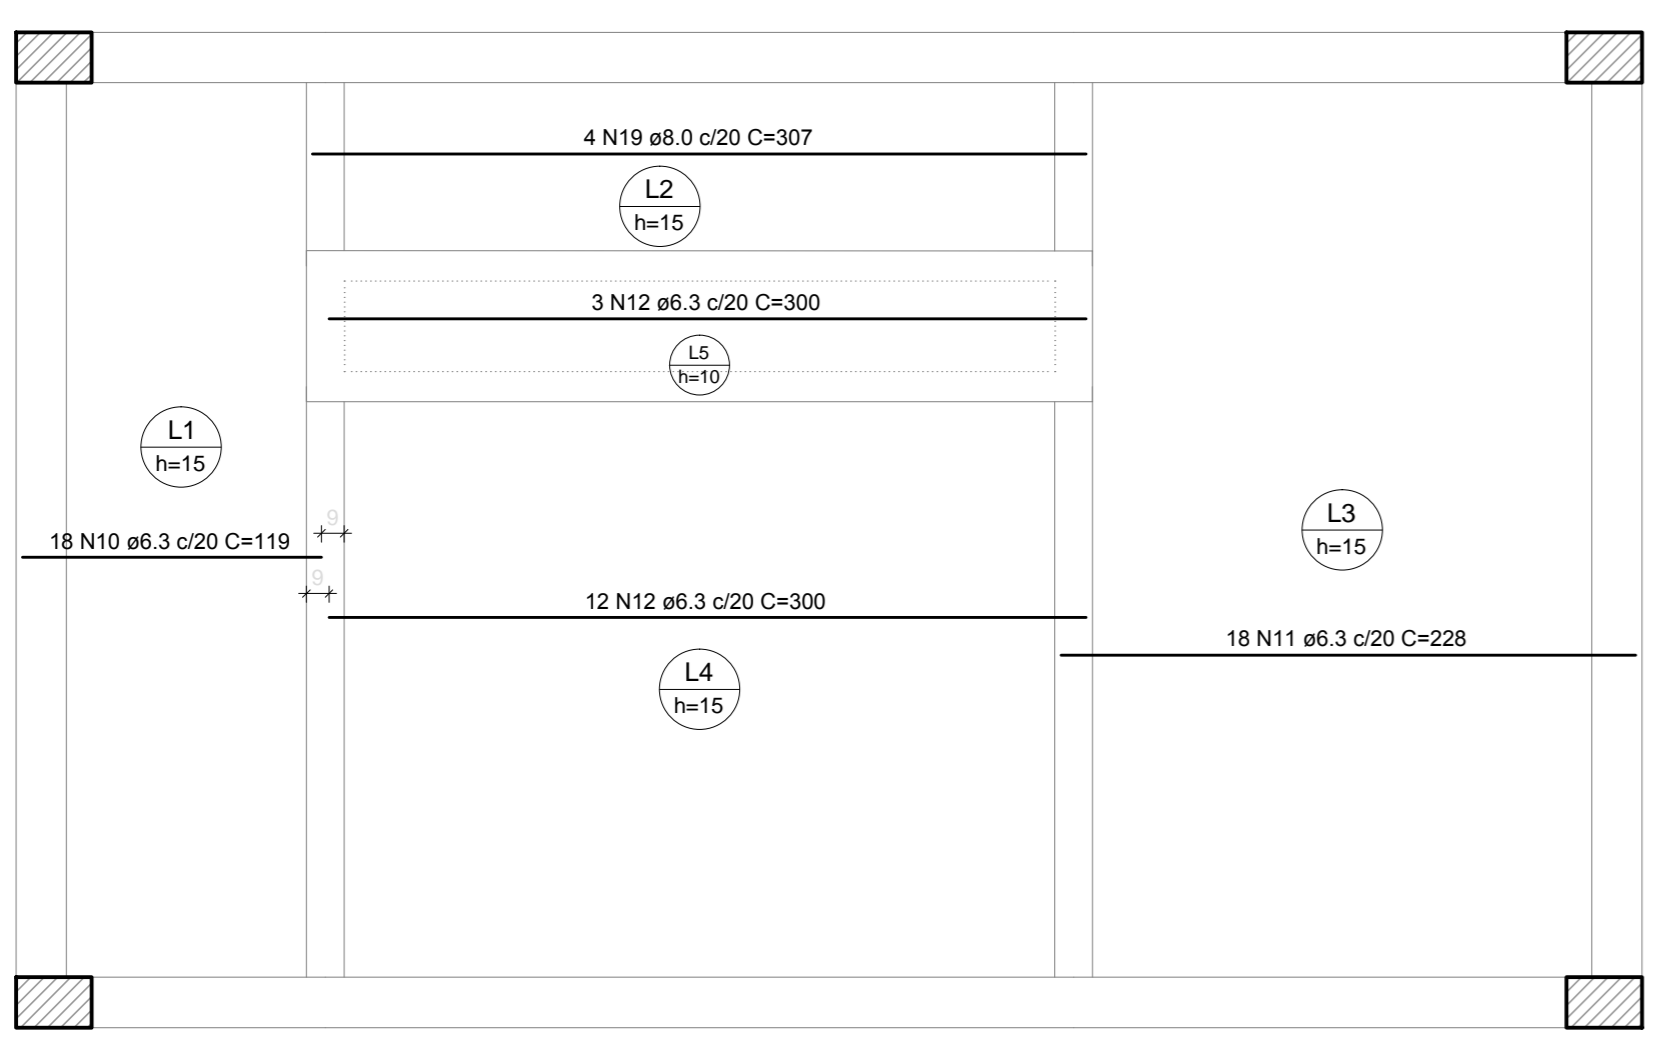 4 N19 ø8.0 c/20 C=307
L2
h=15
3 N12 ø6.3 c/20 C=300
L5
h=10
L1
h=15
9
18 N10 ø6.3 c/20 C=119
9
12 N12 ø6.3 c/20 C=300
L3
h=15
18 N11 ø6.3 c/20 C=228
L4
h=15